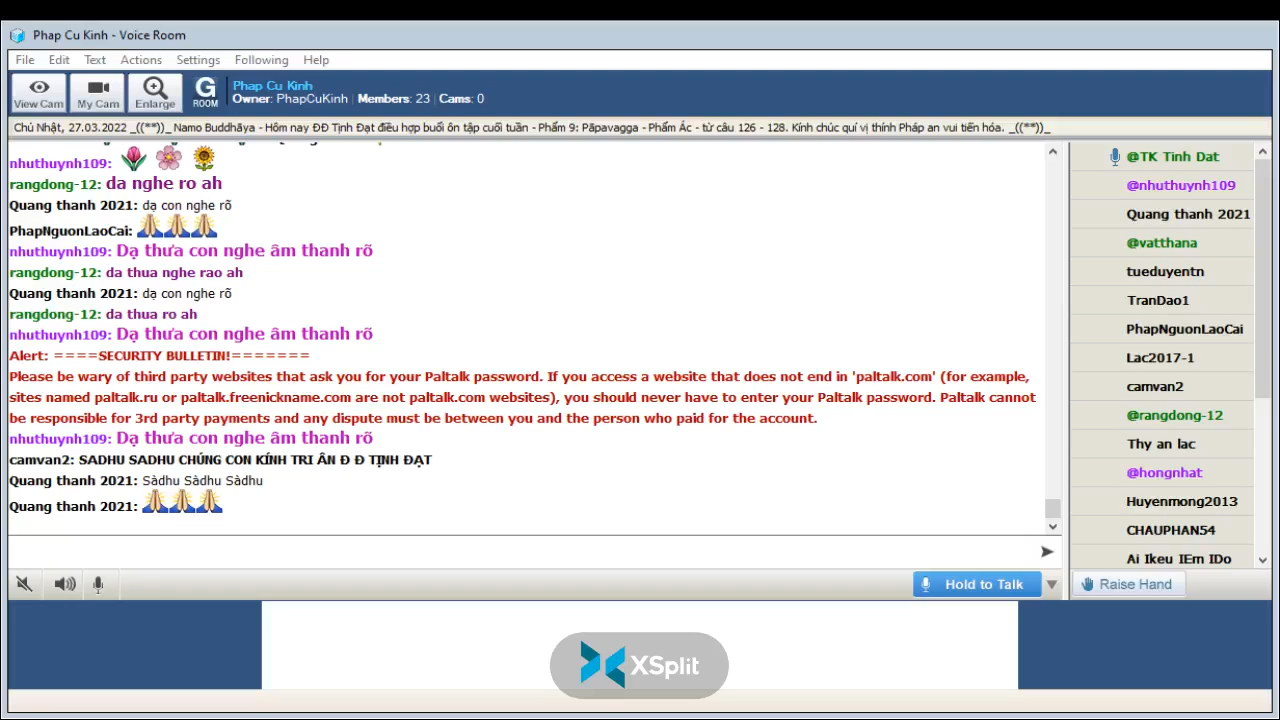 Phap Cu Kinh - Voice Room
File Edit Text Actions Settings Following Help
View Cam
My Cam
Enlarge
G ROOM
Phap Cu Kinh
Owner: PhapCuKinh | Members: 23 | Cams: 0
Chủ Nhật, 27.03.2022 _((**))_ Namo Buddhāya - Hôm nay ĐĐ Tịnh Đạt điều hợp buổi ôn tập cuối tuần - Phẩm 9: Pāpavagga - Phẩm Ác - từ câu 126 - 128. Kính chúc quí vị thính Pháp an vui tiến hóa. _((**))_
nhuthuynh109:
rangdong-12: da nghe ro ah
Quang thanh 2021: dạ con nghe rõ
PhapNguonLaoCai:
nhuthuynh109: Dạ thưa con nghe âm thanh rõ
rangdong-12: da thua nghe rao ah
Quang thanh 2021: dạ con nghe rõ
rangdong-12: da thua ro ah
nhuthuynh109: Dạ thưa con nghe âm thanh rõ
Alert: ====SECURITY BULLETIN!=======
Please be wary of third party websites that ask you for your Paltalk password. If you access a website that does not end in 'paltalk.com' (for example,
sites named paltalk.ru or paltalk.freenickname.com are not paltalk.com websites), you should never have to enter your Paltalk password. Paltalk cannot
be responsible for 3rd party payments and any dispute must be between you and the person who paid for the account.
nhuthuynh109: Dạ thưa con nghe âm thanh rõ
camvan2: SADHU SADHU CHÚNG CON KÍNH TRI ÂN Đ Đ TỊNH ĐẠT
Quang thanh 2021: Sàdhu Sàdhu Sàdhu
Quang thanh 2021:
@TK Tinh Dat
@nhuthuynh109
Quang thanh 2021
@vatthana
tueduyentn
TranDao1
PhapNguonLaoCai
Lac2017-1
camvan2
@rangdong-12
Thy an lac
@hongnhat
Huyenmong2013
CHAUPHAN54
Ai Ikeu IEm IDo
Hold to Talk
Raise Hand
XSplit